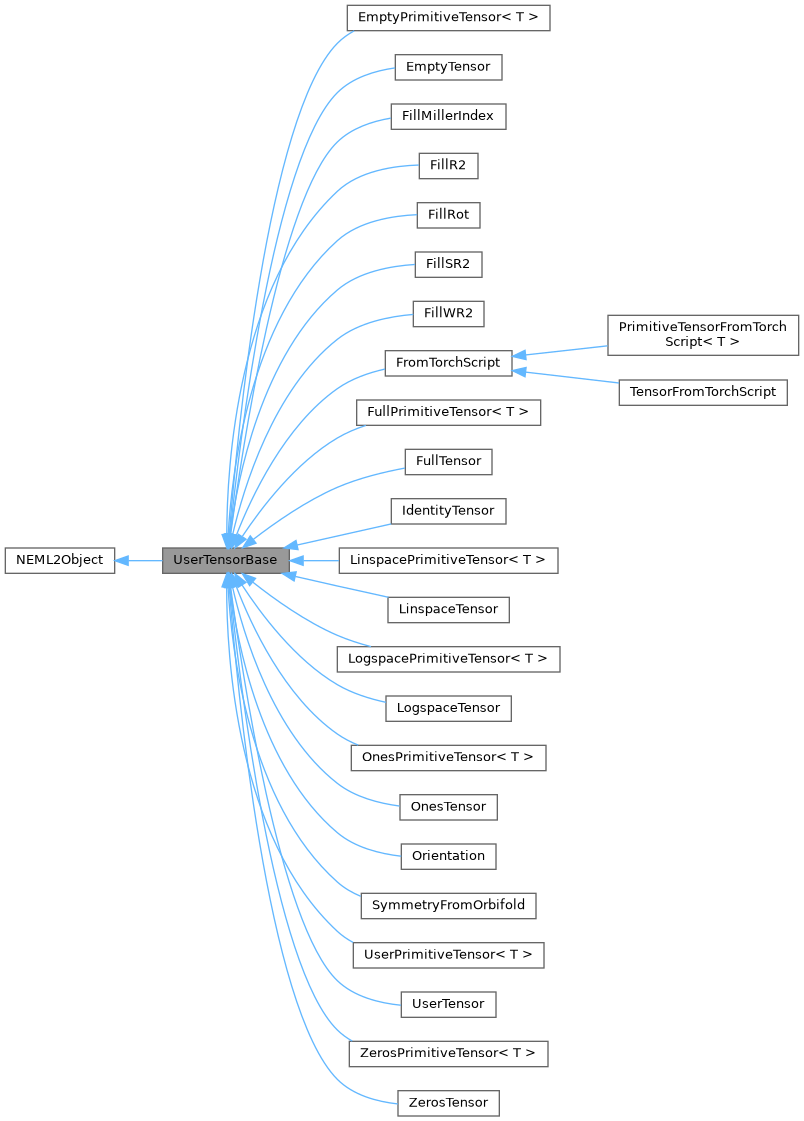 EmptyPrimitiveTensor< T >
EmptyTensor
FillMillerIndex
FillR2
FillRot
FillSR2
FillWR2
FromTorchScript
PrimitiveTensorFromTorch
Script< T >
TensorFromTorchScript
FullPrimitiveTensor< T >
FullTensor
IdentityTensor
NEML2Object
UserTensorBase
LinspacePrimitiveTensor< T >
LinspaceTensor
LogspacePrimitiveTensor< T >
LogspaceTensor
OnesPrimitiveTensor< T >
OnesTensor
Orientation
SymmetryFromOrbifold
UserPrimitiveTensor< T >
UserTensor
ZerosPrimitiveTensor< T >
ZerosTensor